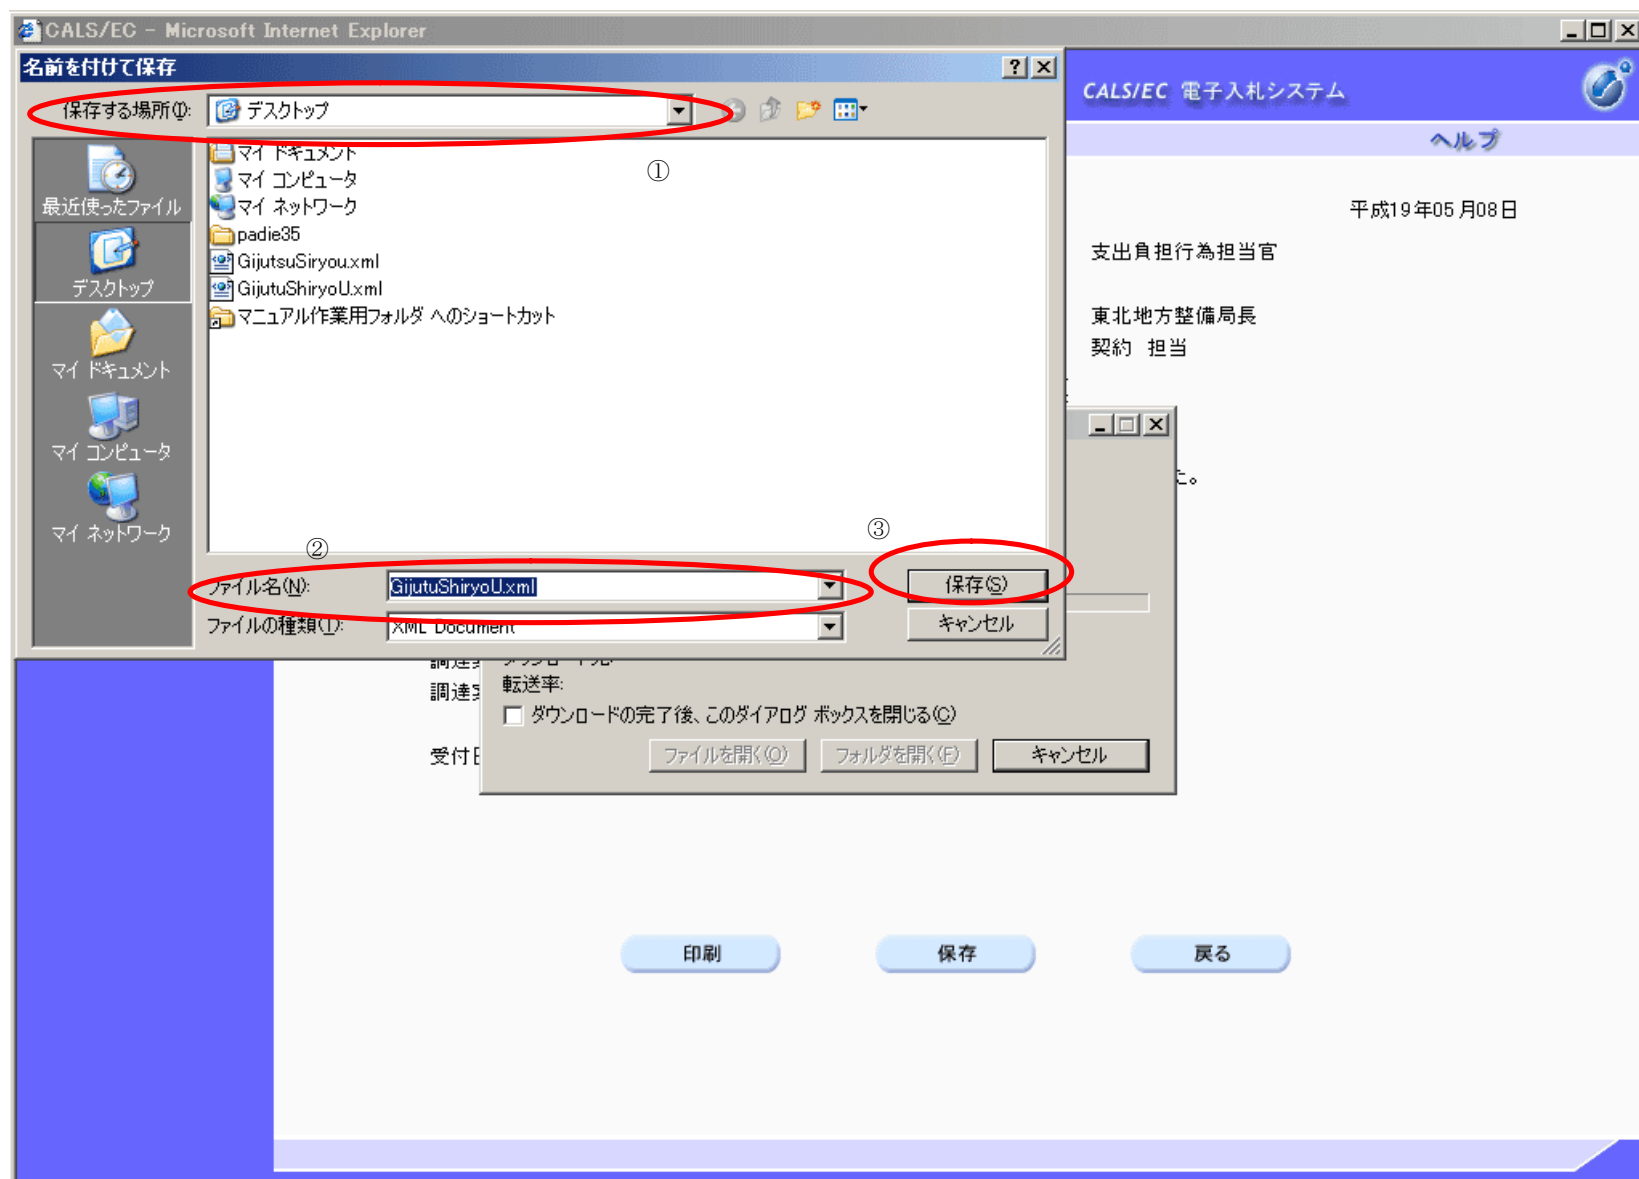 CALS/EC - Microsoft Internet Explorer
名前を付けて保存
保存する場所(I):
デスクトップ
①
マイ ドキュメント
マイ コンピュータ
マイ ネットワーク
padie35
GijutsuSiryou.xml
GijutuShiryoU.xml
マニュアル作業用フォルダ へのショートカット
最近使ったファイル
デスクトップ
マイ ドキュメント
マイ コンピュータ
マイ ネットワーク
②
③
ファイル名(N):
GijutuShiryoU.xml
保存(S)
ファイルの種類(T):
XML Document
キャンセル
CALS/EC 電子入札システム
ヘルプ
平成19年05月08日
支出負担行為担当官
東北地方整備局長
契約 担当
た。
調達
調達
転送率:
ダウンロードの完了後、このダイアログ ボックスを閉じる(C)
受付
ファイルを開く(O)
フォルダを開く(F)
キャンセル
印刷
保存
戻る